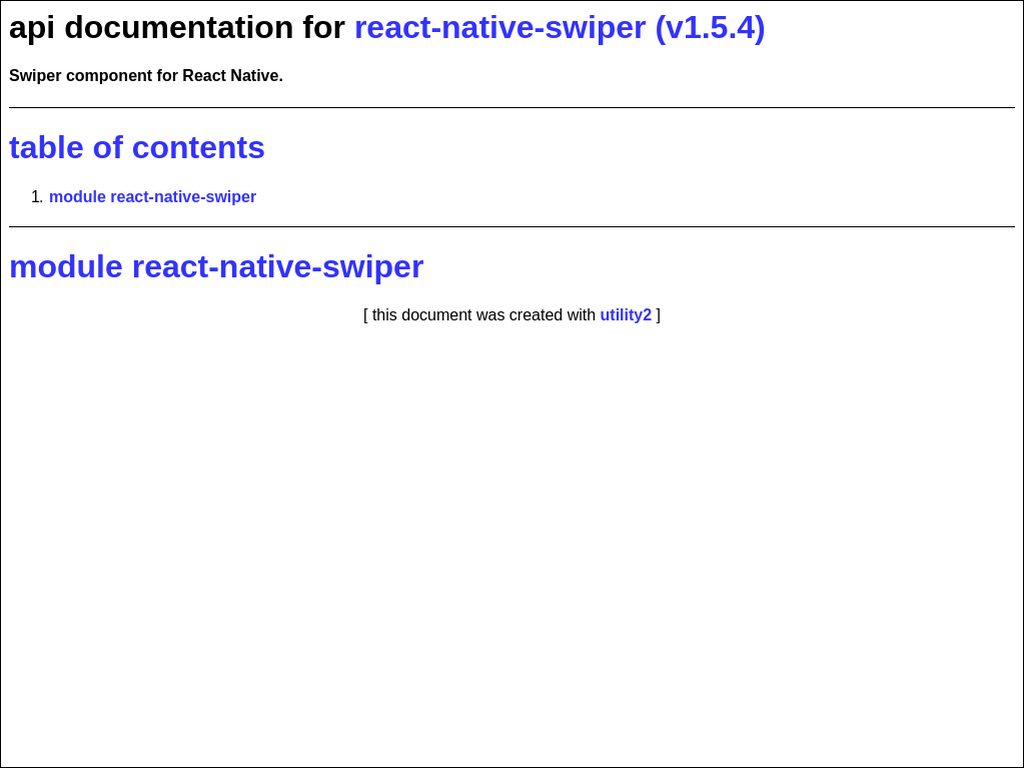 api documentation for react-native-swiper (v1.5.4)
Swiper component for React Native.
table of contents
1. module react-native-swiper
module react-native-swiper
[ this document was created with utility2 ]